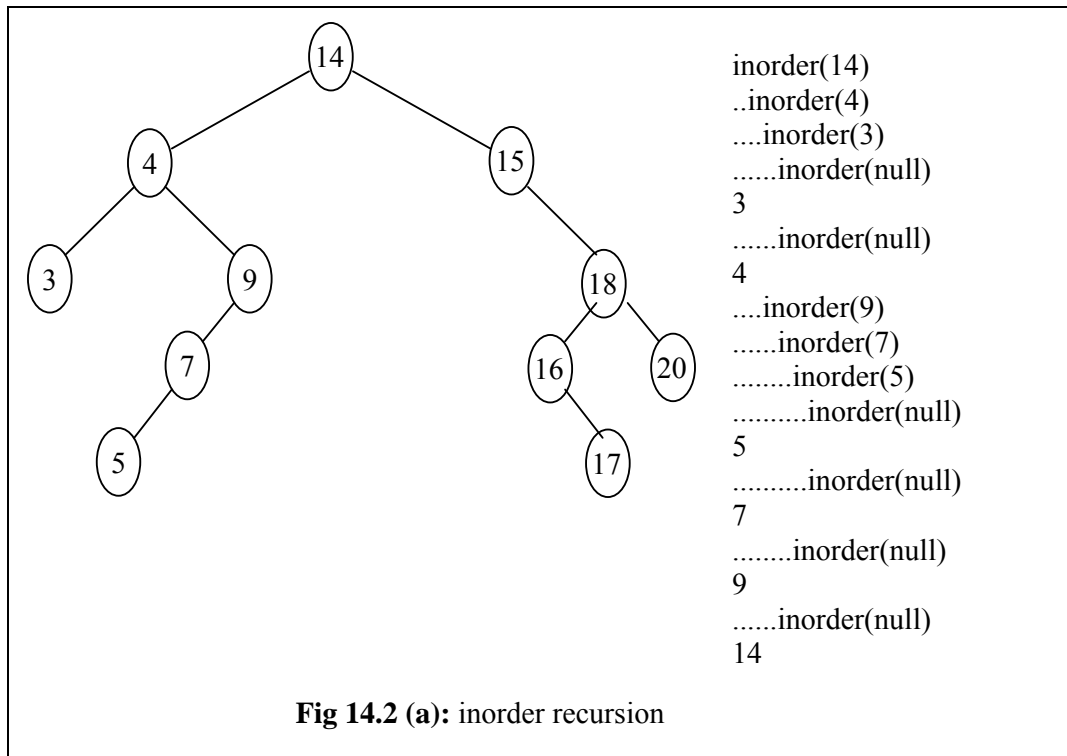 14
4
15
3
9
18
7
16
20
5
17
inorder(14)
..inorder(4)
....inorder(3)
......inorder(null)
3
......inorder(null)
4
....inorder(9)
......inorder(7)
........inorder(5)
..........inorder(null)
5
..........inorder(null)
7
........inorder(null)
9
......inorder(null)
14
Fig 14.2 (a): inorder recursion